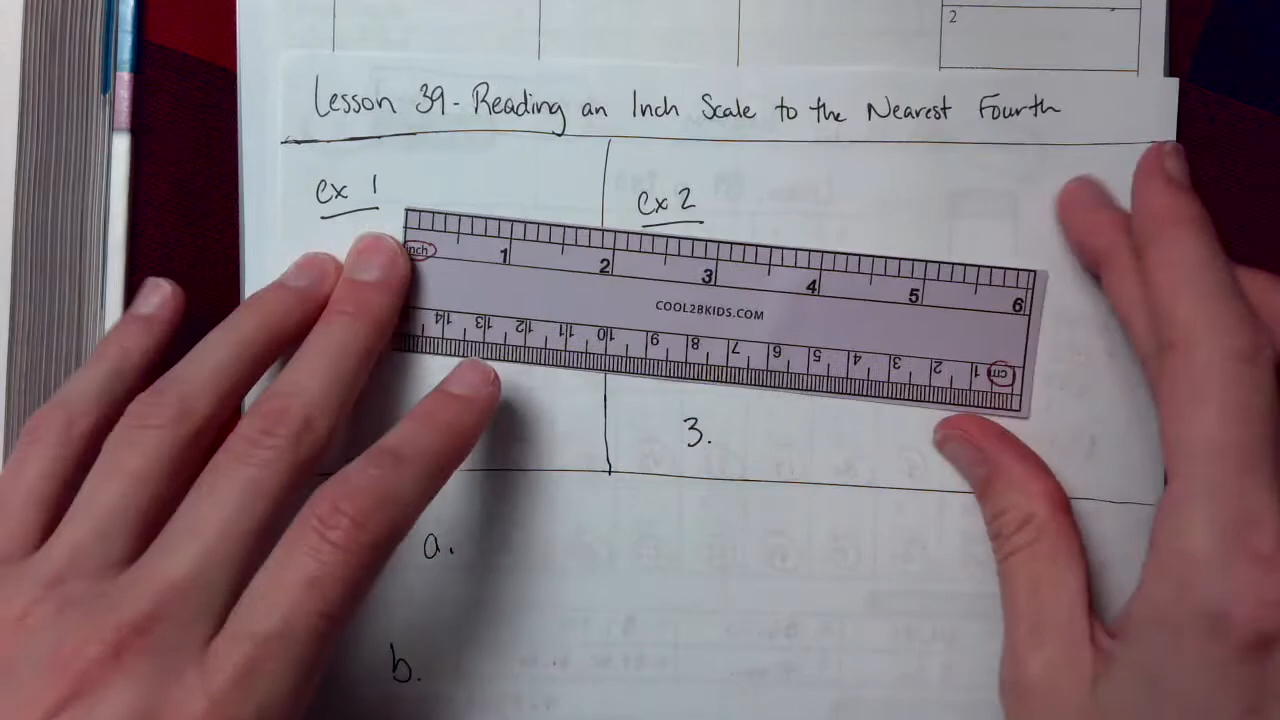 2
Lesson 39 - Reading an Inch Scale to the Nearest Fourth
ex 1
ex 2
inch 1 2 3 4 5 6
COOL2BKIDS.COM
14 13 12 11 10 9 8 7 6 5 4 3 2 1 cm
3.
a.
b.